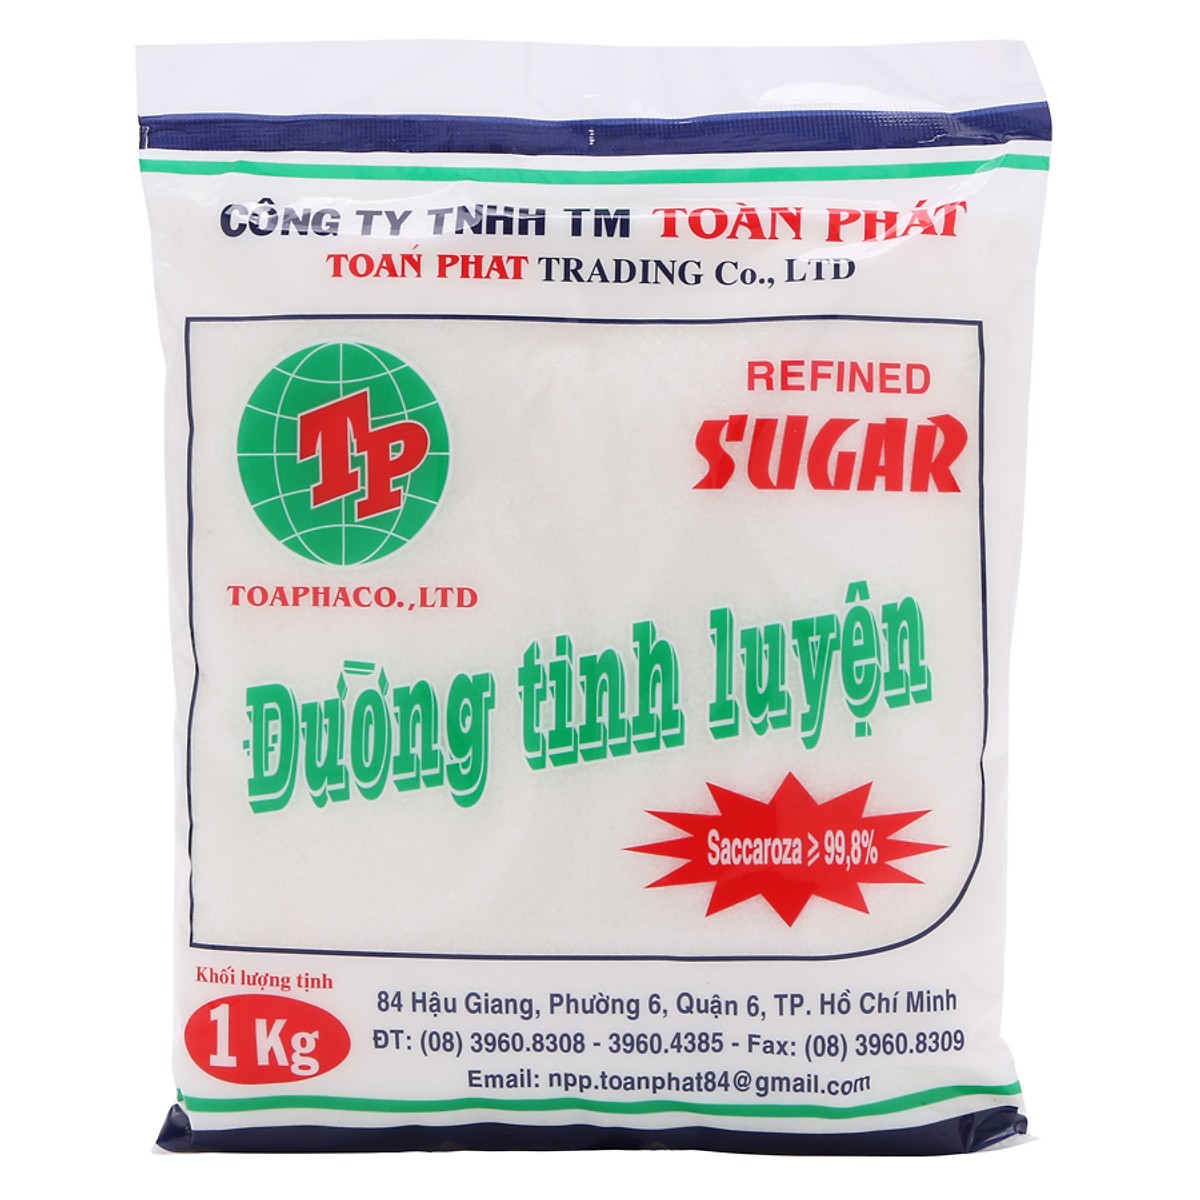 CÔNG TY TNHH TM TOÀN PHÁT
TOAŃ PHAT TRADING Co., LTD
TP
TOAPHACO.,LTD
REFINED
SUGAR
Đường tinh luyện
Saccaroza ≥ 99,8%
Khối lượng tịnh
1 Kg
84 Hậu Giang, Phường 6, Quận 6, TP. Hồ Chí Minh
ĐT: (08) 3960.8308 - 3960.4385 - Fax: (08) 3960.8309
Email: npp.toanphat84@gmail.com